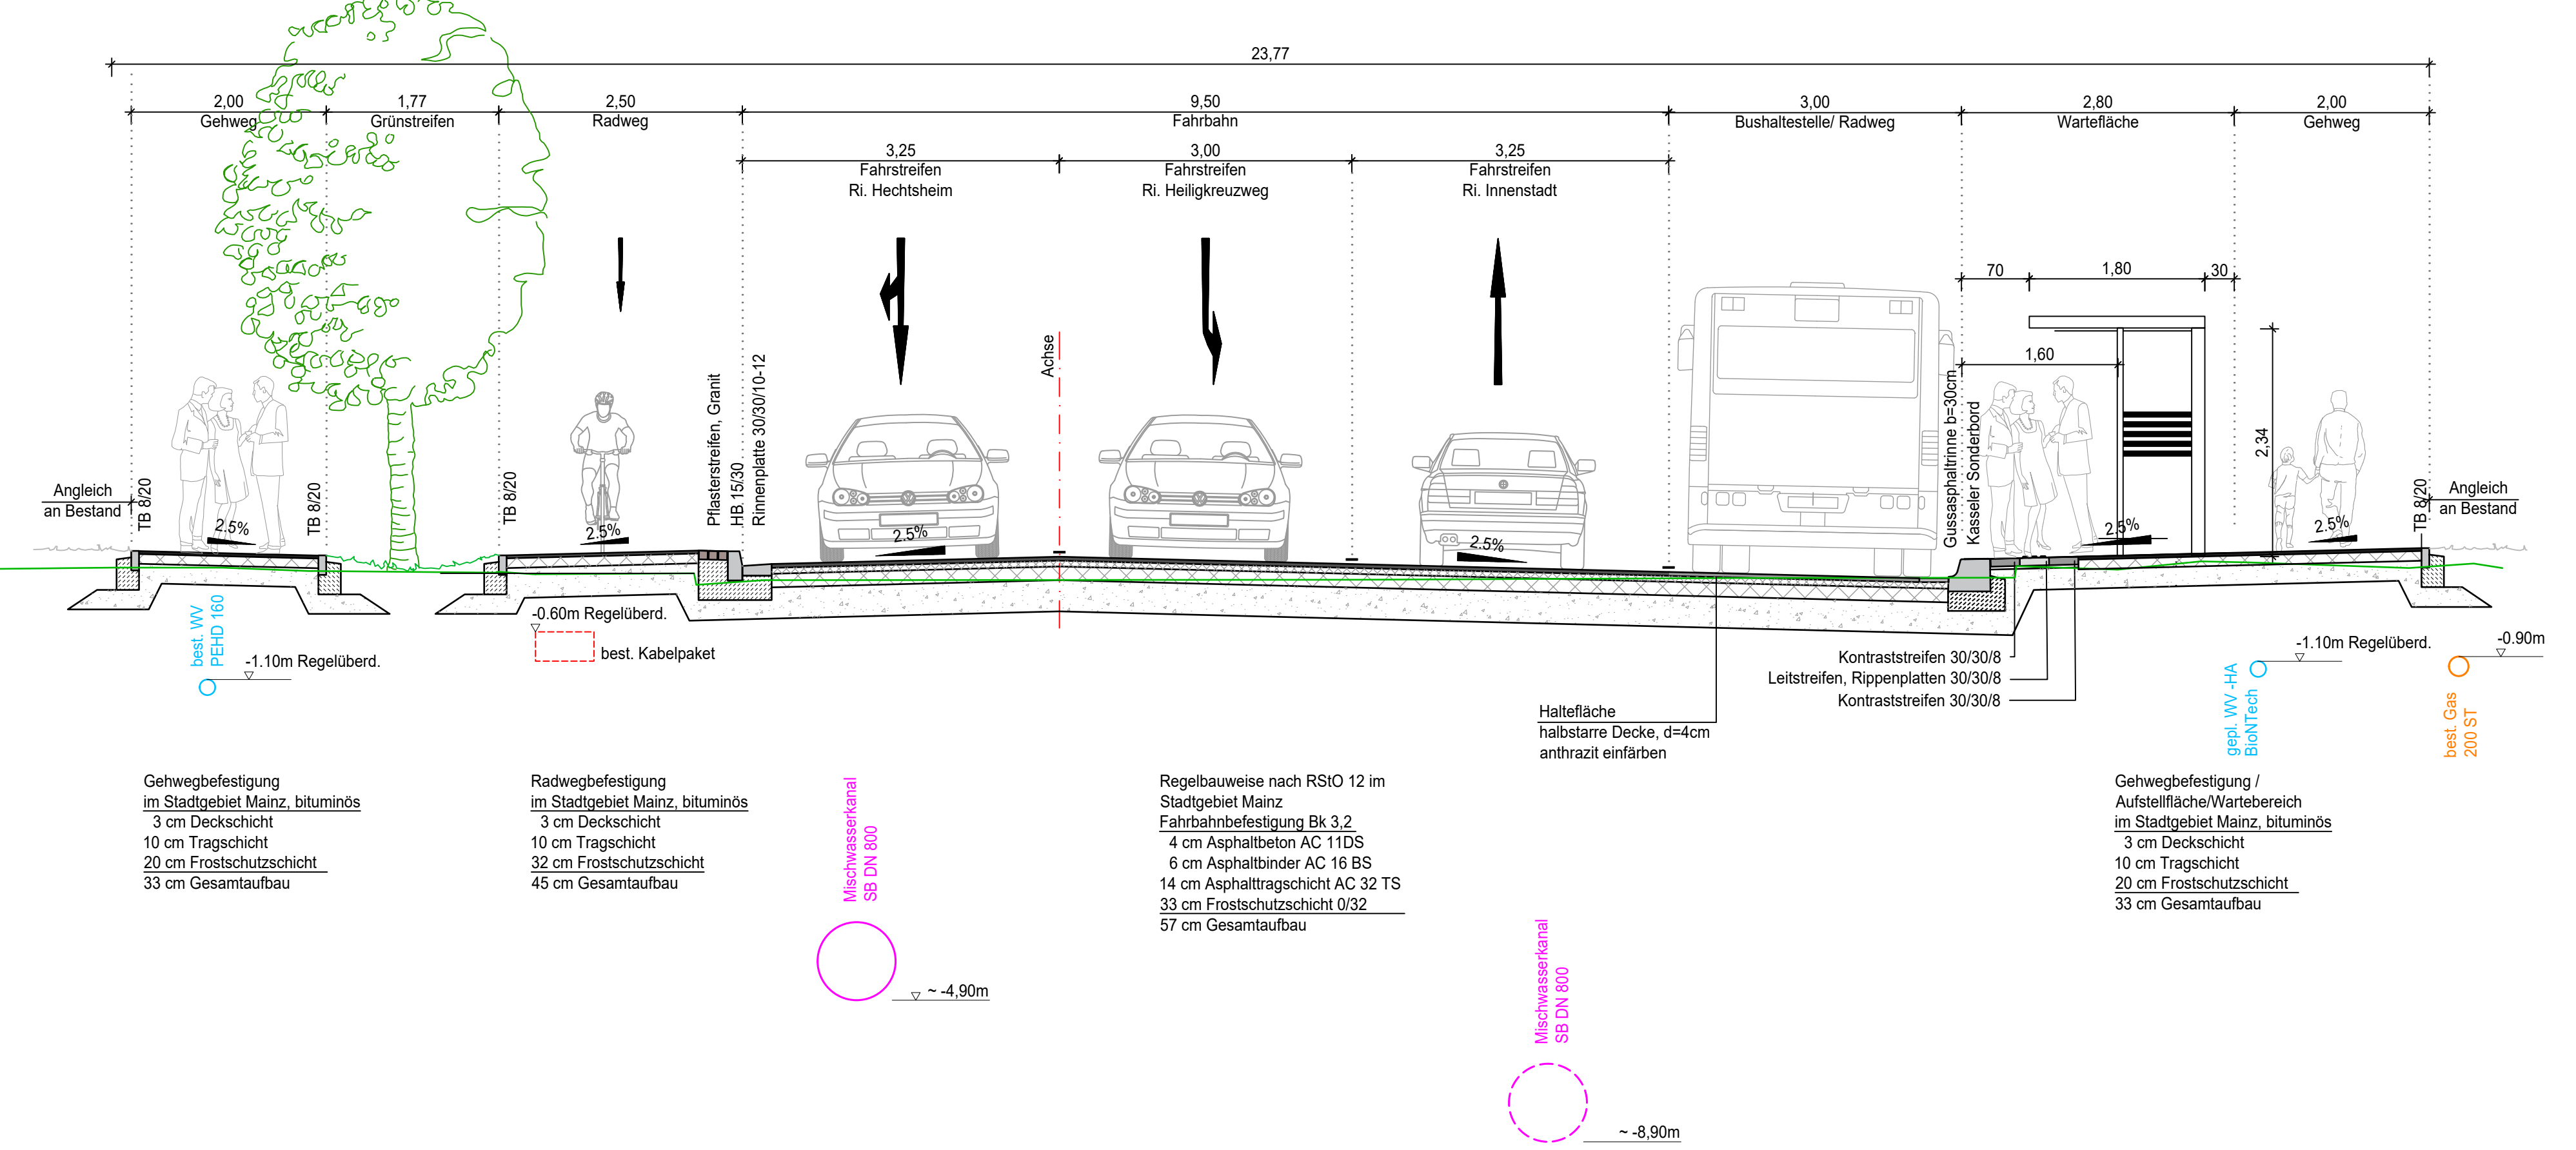 23,77
2,00
Gehweg
1,77
Grünstreifen
2,50
Radweg
9,50
Fahrbahn
3,00
Bushaltestelle/ Radweg
2,80
Wartefläche
2,00
Gehweg
3,25
Fahrstreifen
Ri. Hechtsheim
3,00
Fahrstreifen
Ri. Heiligkreuzweg
3,25
Fahrstreifen
Ri. Innenstadt
70
1,80
30
1,60
2,34
Achse
Angleich
an Bestand
TB 8/20
TB 8/20
TB 8/20
Pflasterstreifen, Granit
HB 15/30
Rinnenplatte 30/30/10-12
Gussasphaltrinne b=30cm
Kasseler Sonderbord
TB 8/20
Angleich
an Bestand
2.5%
2.5%
2.5%
2.5%
2.5%
2.5%
best. WV
PEHD 160
-1.10m Regelüberd.
-0.60m Regelüberd.
best. Kabelpaket
Kontraststreifen 30/30/8
Leitstreifen, Rippenplatten 30/30/8
Kontraststreifen 30/30/8
Haltefläche
halbstarre Decke, d=4cm
anthrazit einfärben
-1.10m Regelüberd.
gepl. WV -HA
BioNTech
-0.90m
best. Gas
200 ST
Gehwegbefestigung
im Stadtgebiet Mainz, bituminös
3 cm Deckschicht
10 cm Tragschicht
20 cm Frostschutzschicht
33 cm Gesamtaufbau
Radwegbefestigung
im Stadtgebiet Mainz, bituminös
3 cm Deckschicht
10 cm Tragschicht
32 cm Frostschutzschicht
45 cm Gesamtaufbau
Mischwasserkanal
SB DN 800
~ -4,90m
Regelbauweise nach RStO 12 im
Stadtgebiet Mainz
Fahrbahnbefestigung Bk 3,2
4 cm Asphaltbeton AC 11DS
6 cm Asphaltbinder AC 16 BS
14 cm Asphalttragschicht AC 32 TS
33 cm Frostschutzschicht 0/32
57 cm Gesamtaufbau
Mischwasserkanal
SB DN 800
~ -8,90m
Gehwegbefestigung /
Aufstellfläche/Wartebereich
im Stadtgebiet Mainz, bituminös
3 cm Deckschicht
10 cm Tragschicht
20 cm Frostschutzschicht
33 cm Gesamtaufbau